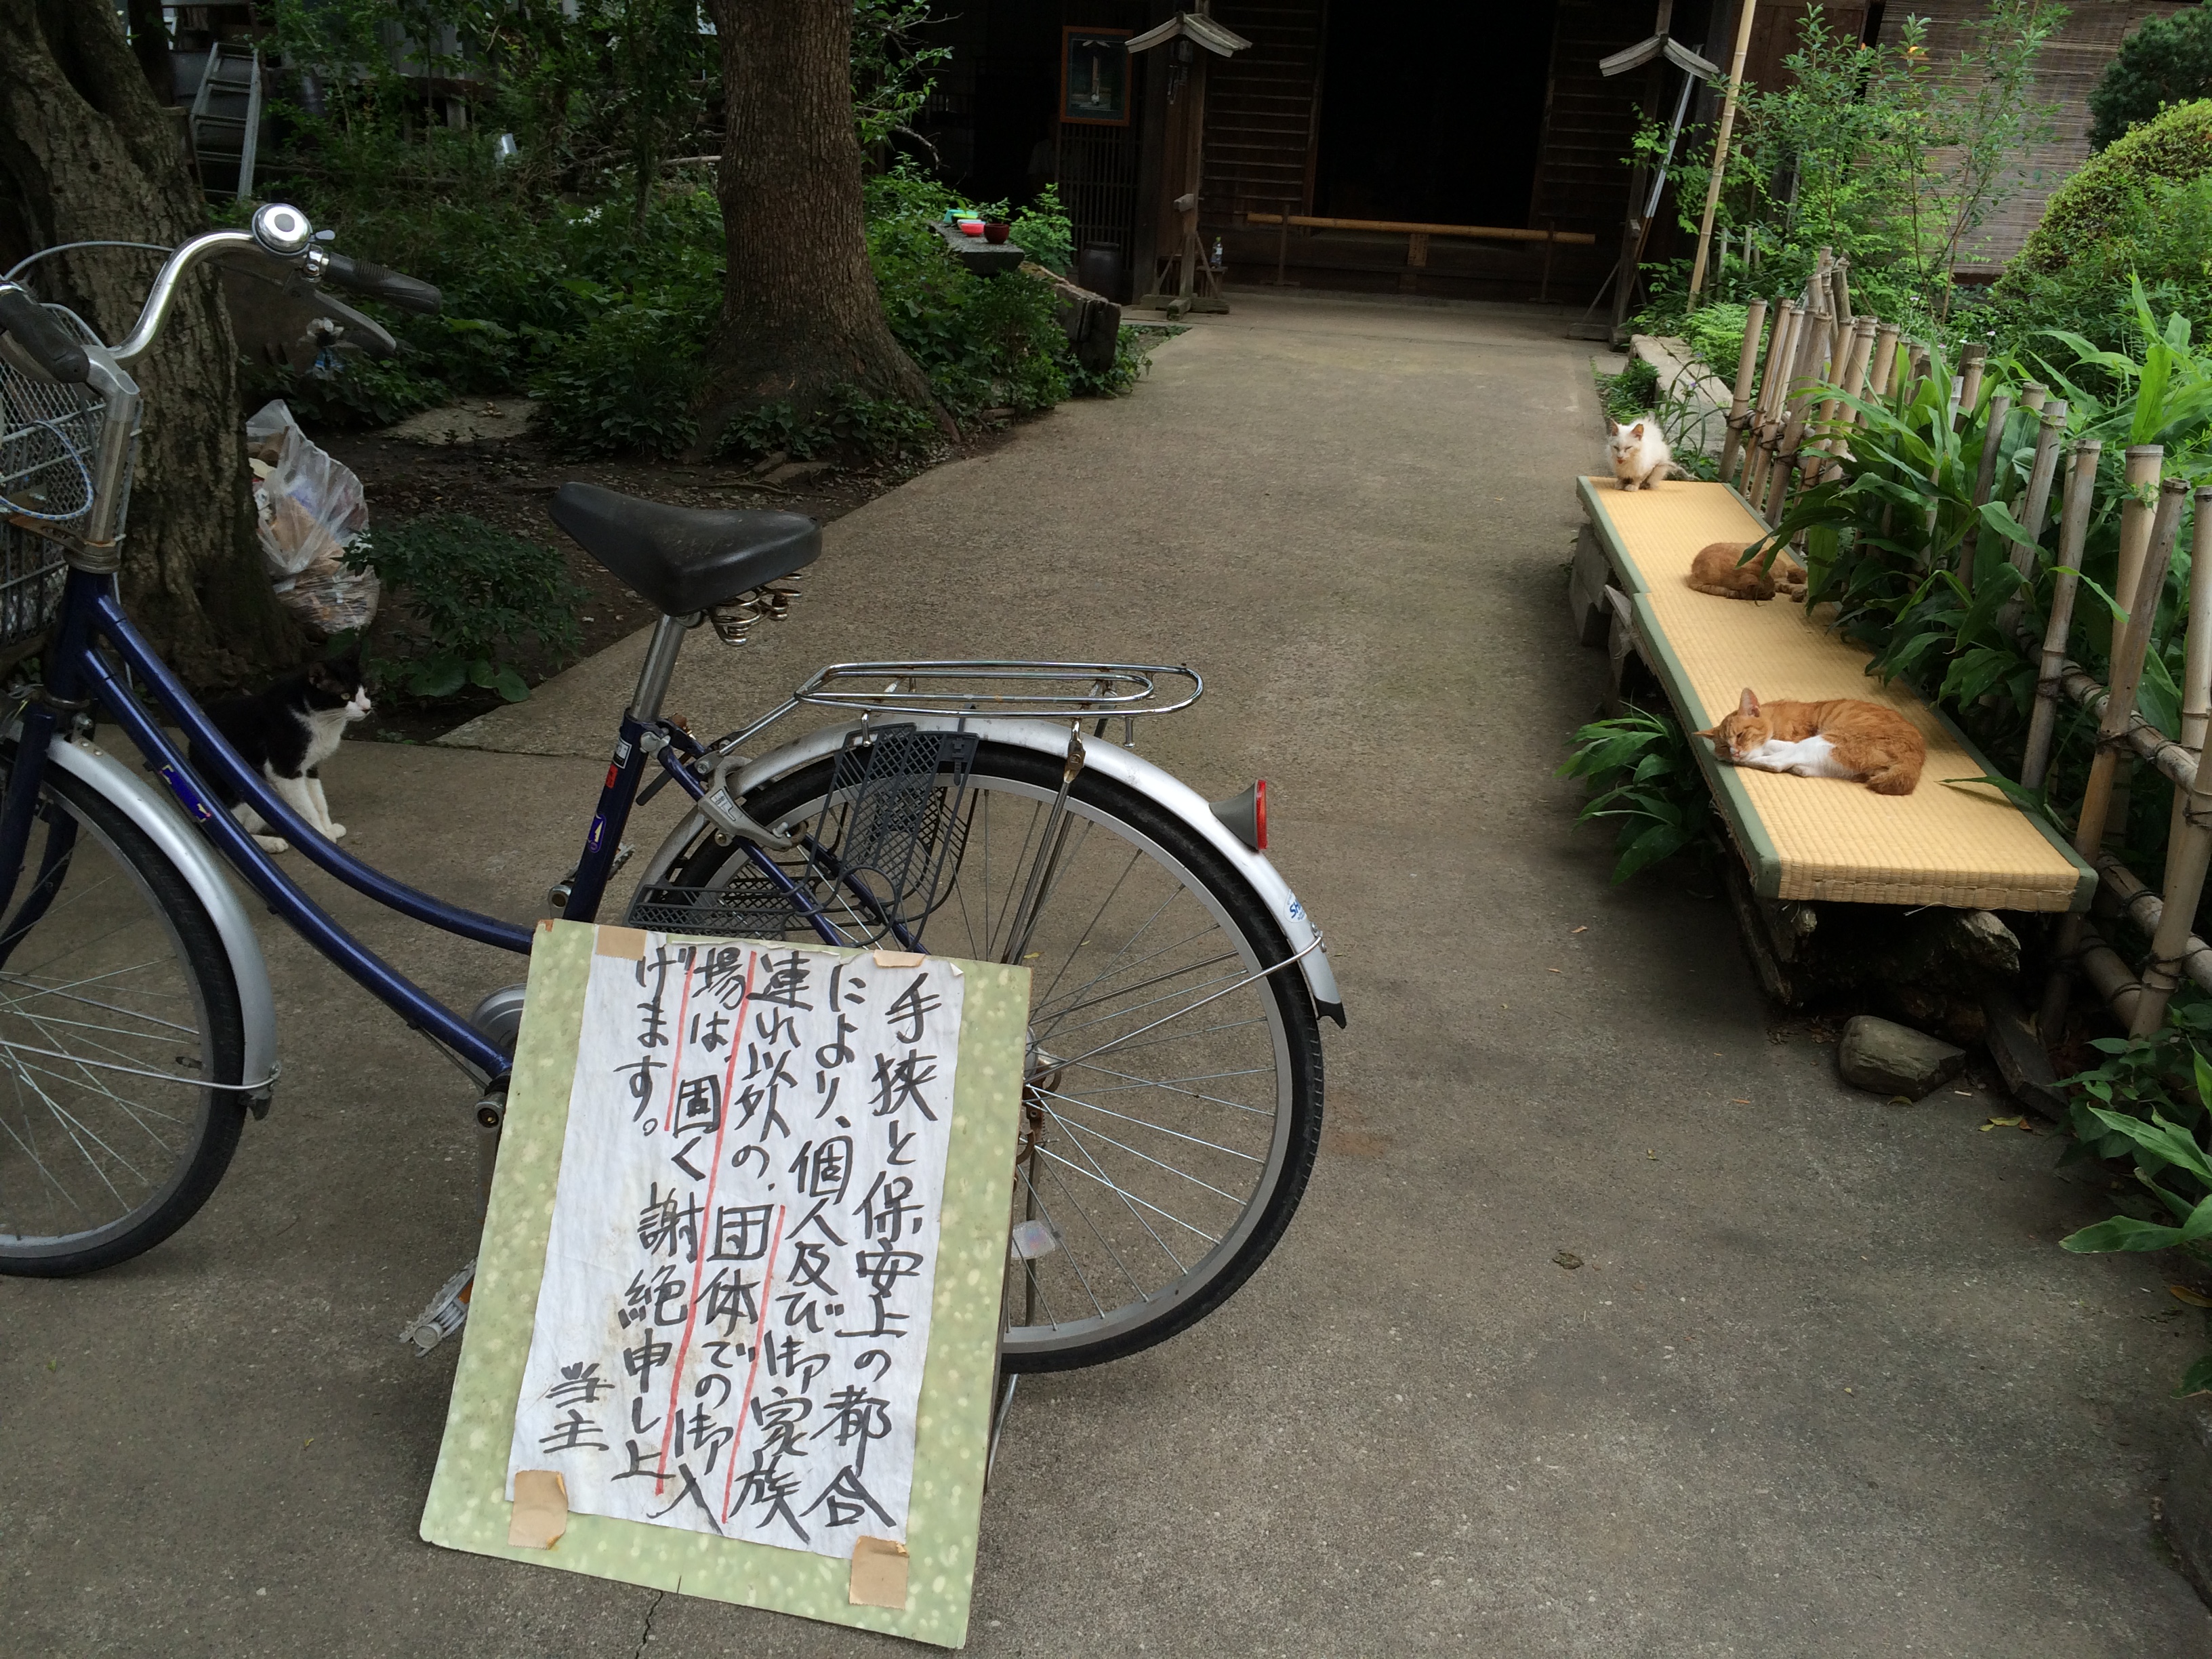 手狭と保安上の都合
により、個人及び御家族
連れ以外の、団体での御入
場は、固く謝絶申し上
げます。
当主